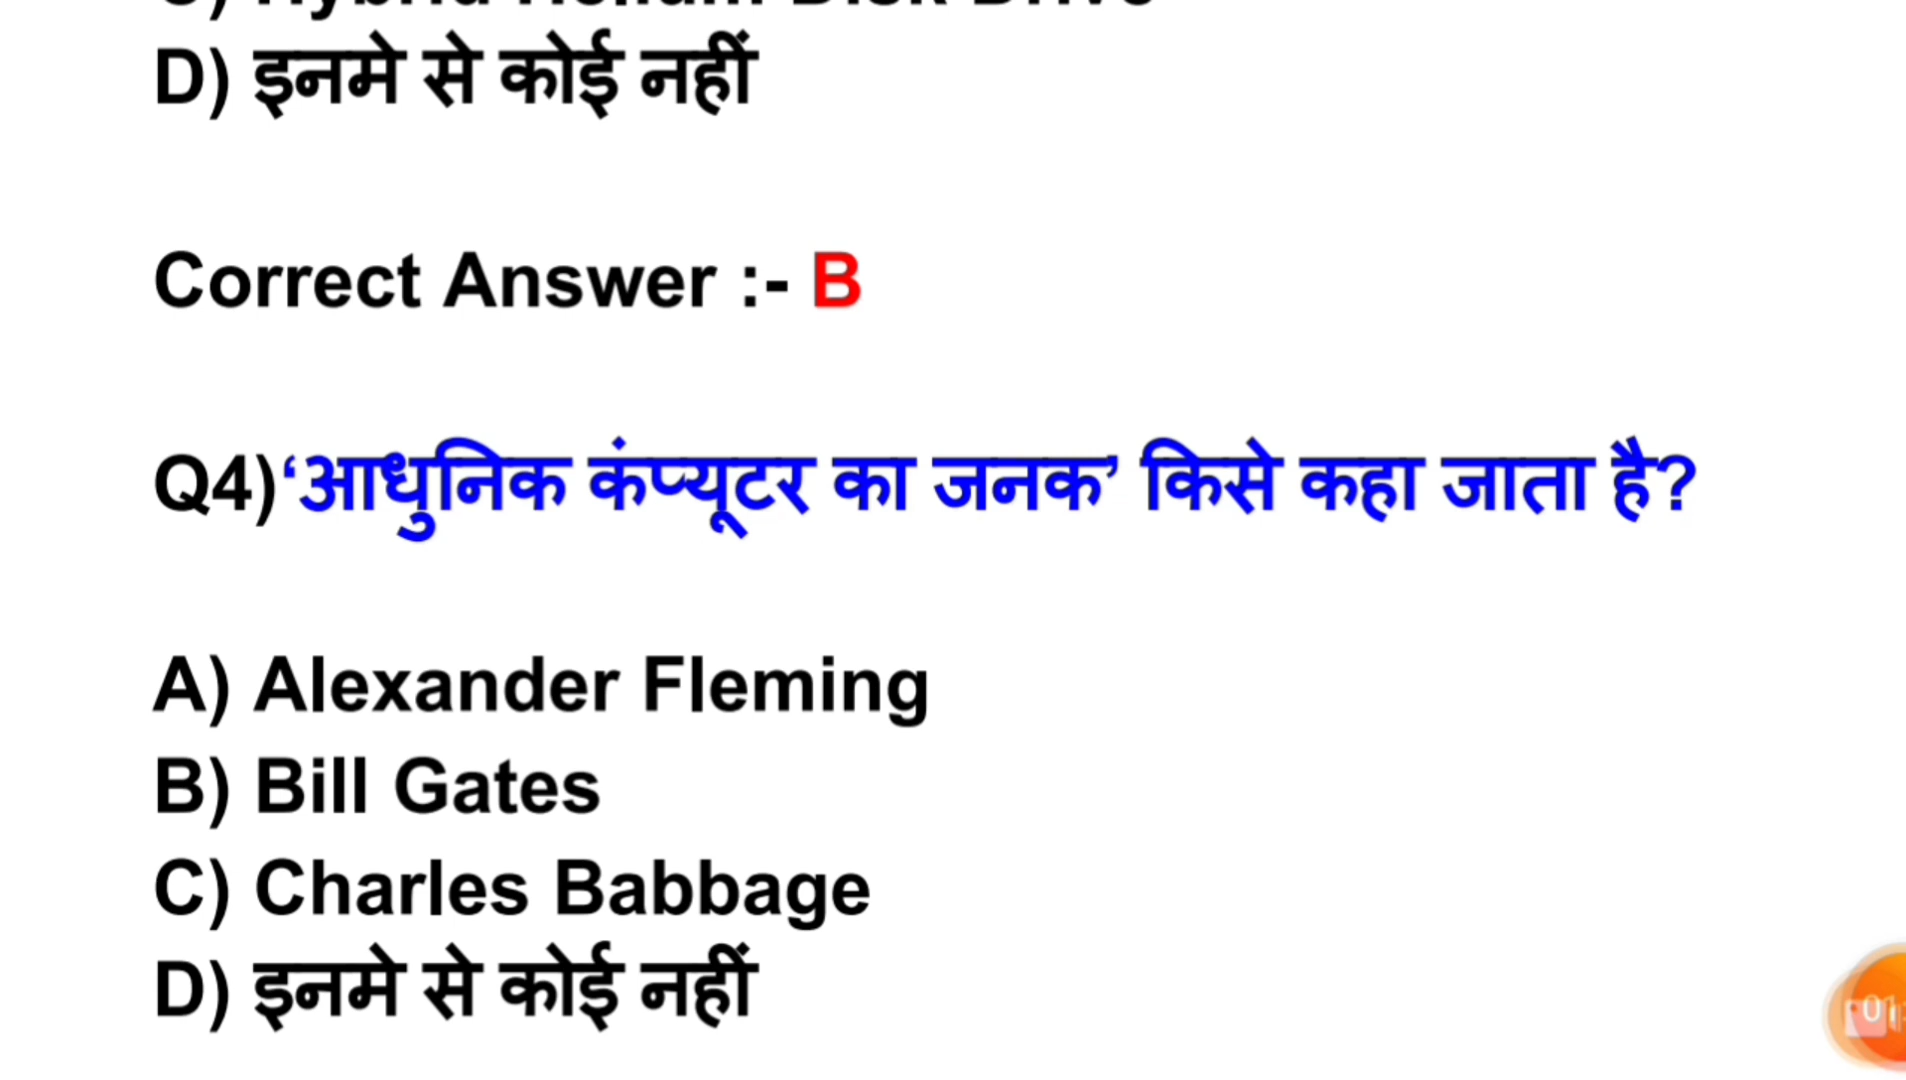 D) इनमे से कोई नहीं
Correct Answer :- B
Q4)‘आधुनिक कंप्यूटर का जनक’ किसे कहा जाता है?
A) Alexander Fleming
B) Bill Gates
C) Charles Babbage
D) इनमे से कोई नहीं